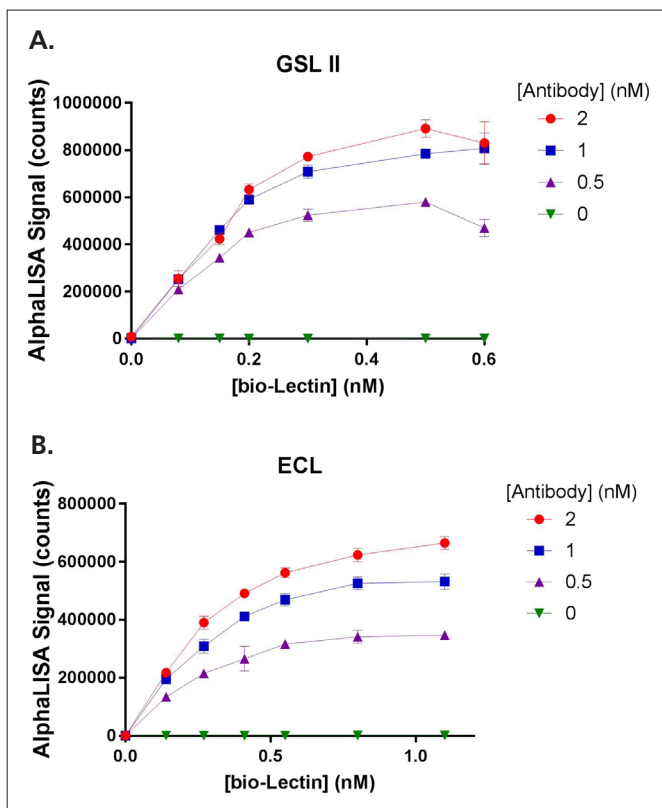 A.
GSL II
AlphaLISA Signal (counts)
1000000
800000
600000
400000
200000
0
0.0 0.2 0.4 0.6
[bio-Lectin] (nM)
[Antibody] (nM)
2
1
0.5
0
B.
ECL
AlphaLISA Signal (counts)
800000
600000
400000
200000
0
0.0 0.5 1.0
[bio-Lectin] (nM)
[Antibody] (nM)
2
1
0.5
0